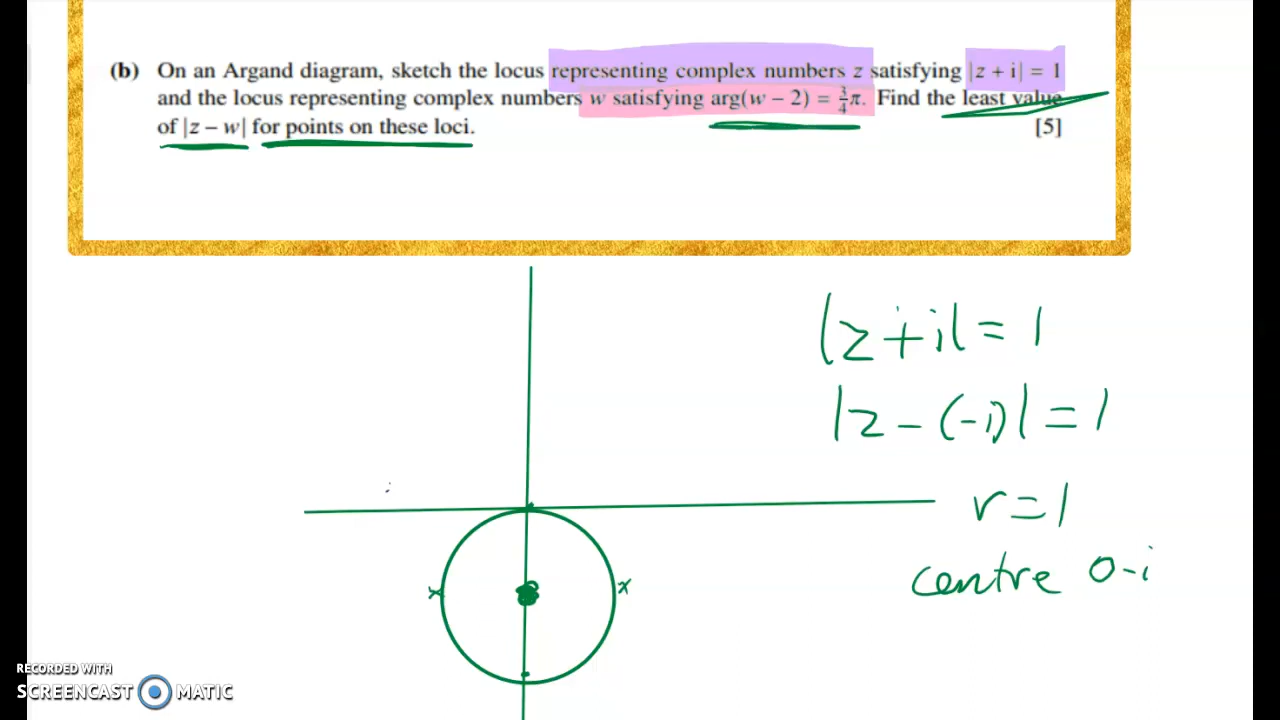 (b) On an Argand diagram, sketch the locus representing complex numbers z satisfying |z + i| = 1
and the locus representing complex numbers w satisfying arg(w − 2) = ¾π. Find the least value
of |z − w| for points on these loci. [5]
|z+i| = 1
|z − (−i)| = 1
r = 1
centre 0-i
RECORDED WITH
SCREENCAST MATIC